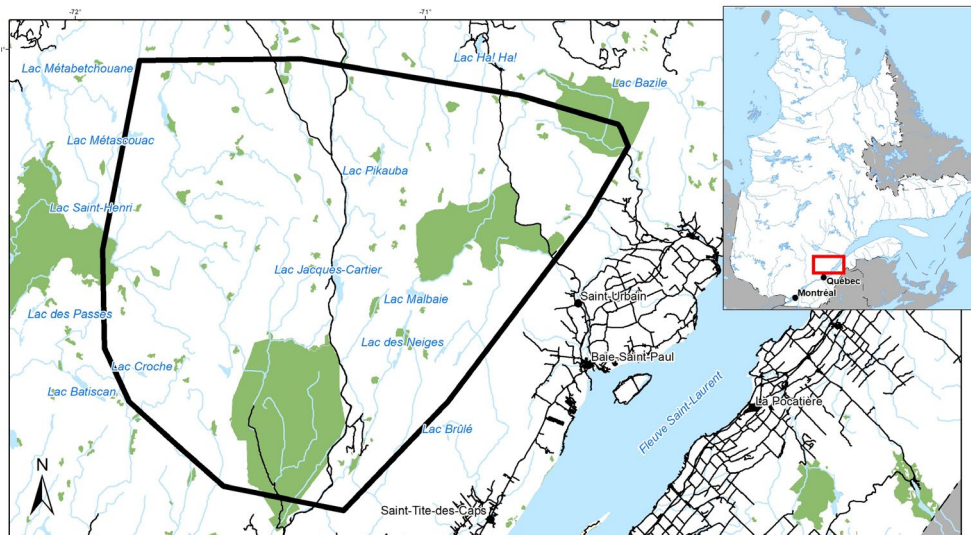 -72°
-71°
Lac Ha! Ha!
Lac Métabetchouane
Lac Bazile
Lac Métascouac
Lac Pikauba
Lac Saint-Henri
Lac Jacques-Cartier
Québec
Lac Malbaie
Saint-Urbain
Montréal
Lac des Passes
Lac des Neiges
Lac Croche
Baie-Saint-Paul
Lac Batiscan
La Pocatière
Fleuve Saint-Laurent
Lac Brûlé
N
Saint-Tite-des-Caps